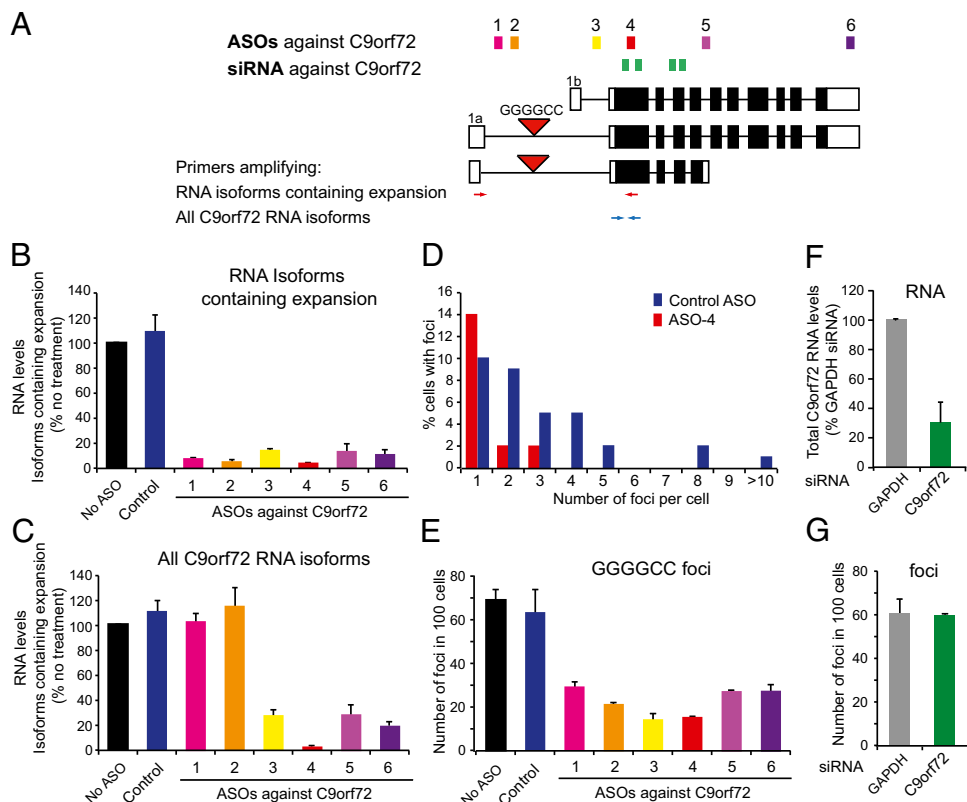 A
1 2 3 4 5 6
ASOs against C9orf72
siRNA against C9orf72
1b
GGGGCC
1a
Primers amplifying:
RNA isoforms containing expansion
All C9orf72 RNA isoforms
B
RNA Isoforms
containing expansion
RNA levels
Isoforms containing expansion
(% no treatment)
140
120
100
80
60
40
20
0
No ASO
Control
1 2 3 4 5 6
ASOs against C9orf72
C
All C9orf72 RNA isoforms
RNA levels
Isoforms containing expansion
(% no treatment)
140
120
100
80
60
40
20
0
No ASO
Control
1 2 3 4 5 6
ASOs against C9orf72
D
Control ASO
ASO-4
% cells with foci
16
14
12
10
8
6
4
2
0
1 2 3 4 5 6 7 8 9 >10
Number of foci per cell
E
GGGGCC foci
Number of foci in 100 cells
80
60
40
20
0
No ASO
Control
1 2 3 4 5 6
ASOs against C9orf72
F
RNA
Total C9orf72 RNA levels
(% GAPDH siRNA)
120
100
80
60
40
20
0
siRNA
GAPDH
C9orf72
G
foci
Number of foci in 100 cells
80
60
40
20
0
siRNA
GAPDH
C9orf72